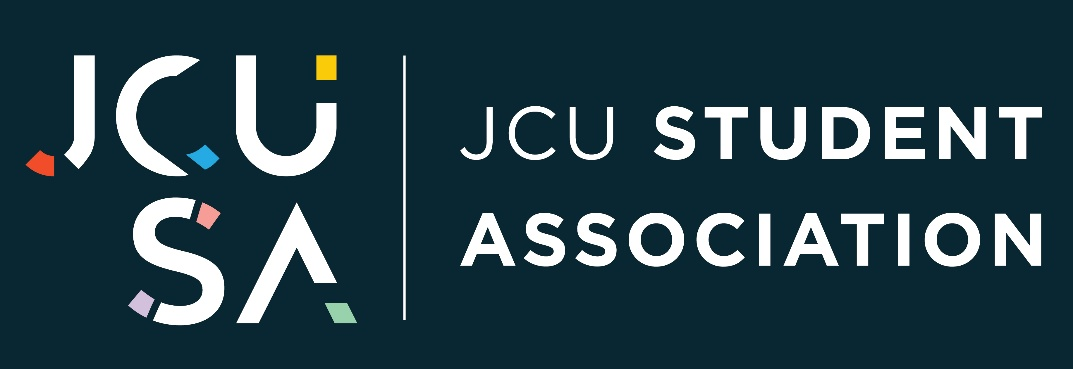 JCU
SA
JCU STUDENT
ASSOCIATION